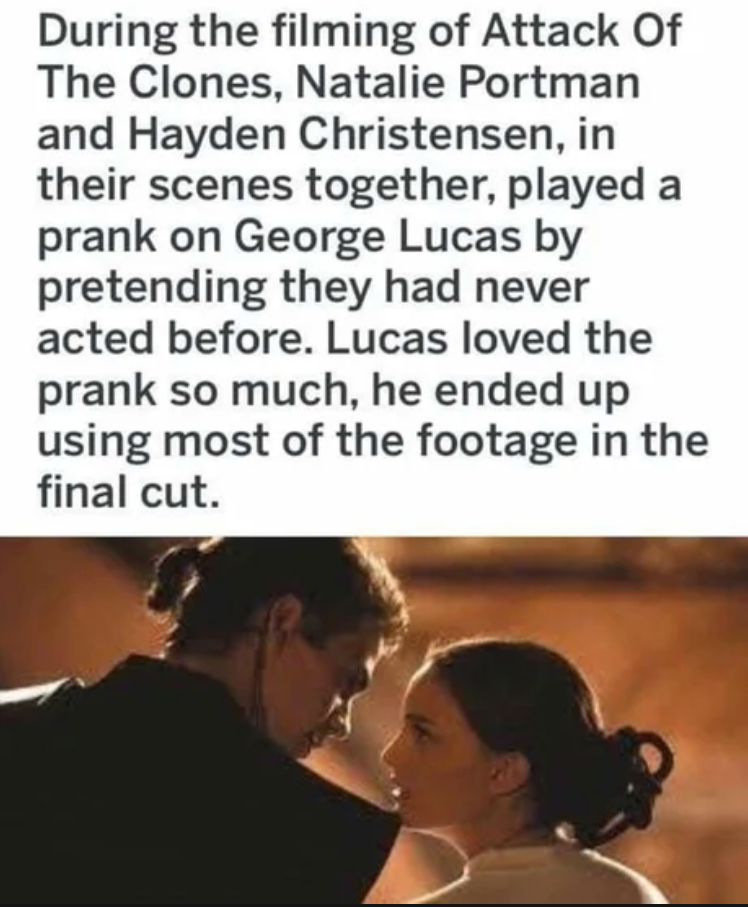 During the filming of Attack Of
The Clones, Natalie Portman
and Hayden Christensen, in
their scenes together, played a
prank on George Lucas by
pretending they had never
acted before. Lucas loved the
prank so much, he ended up
using most of the footage in the
final cut.